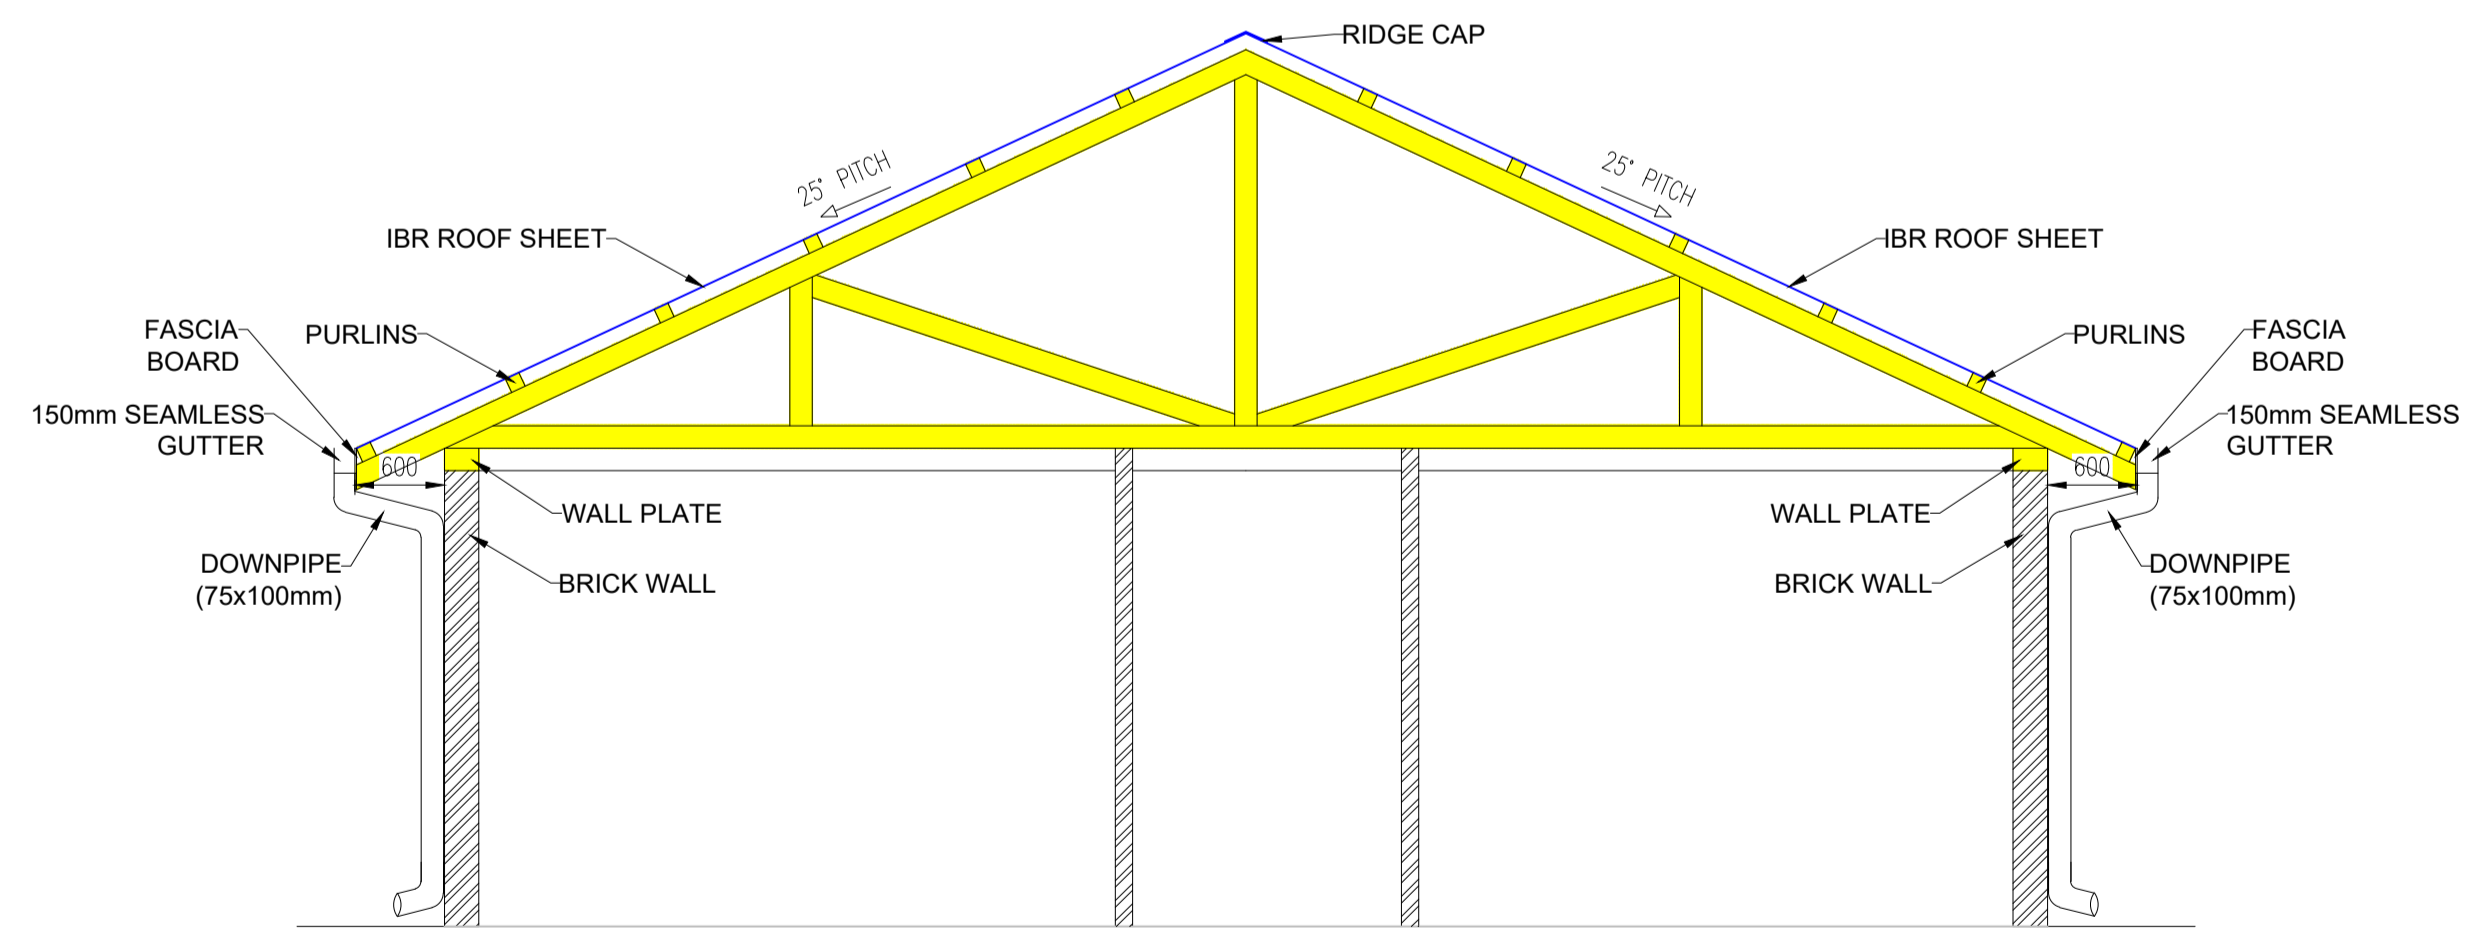 RIDGE CAP
25° PITCH
25° PITCH
IBR ROOF SHEET
IBR ROOF SHEET
FASCIA
BOARD
PURLINS
PURLINS
FASCIA
BOARD
150mm SEAMLESS
GUTTER
150mm SEAMLESS
GUTTER
600
600
WALL PLATE
WALL PLATE
DOWNPIPE
(75x100mm)
BRICK WALL
BRICK WALL
DOWNPIPE
(75x100mm)